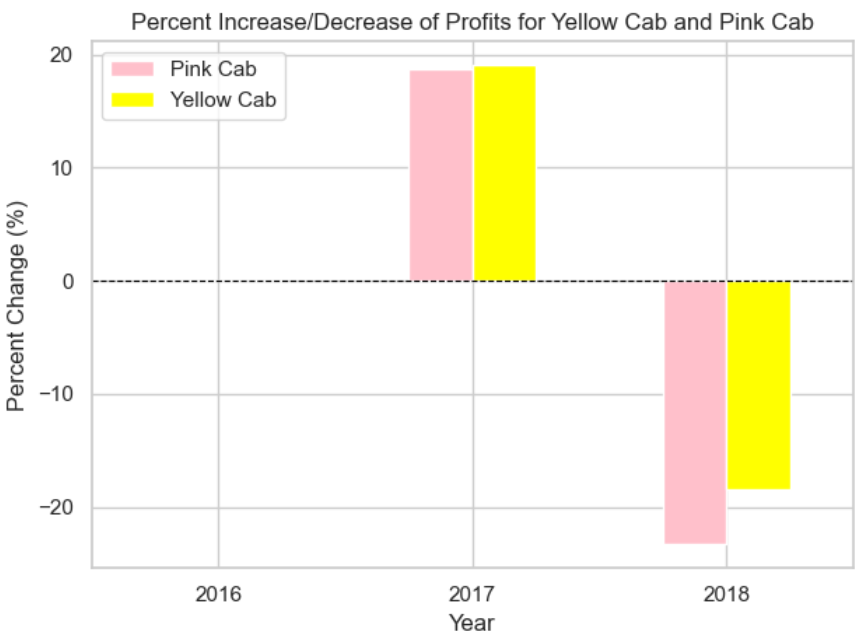 Percent Increase/Decrease of Profits for Yellow Cab and Pink Cab
20
Pink Cab
Yellow Cab
10
0
−10
−20
Percent Change (%)
2016 2017 2018
Year